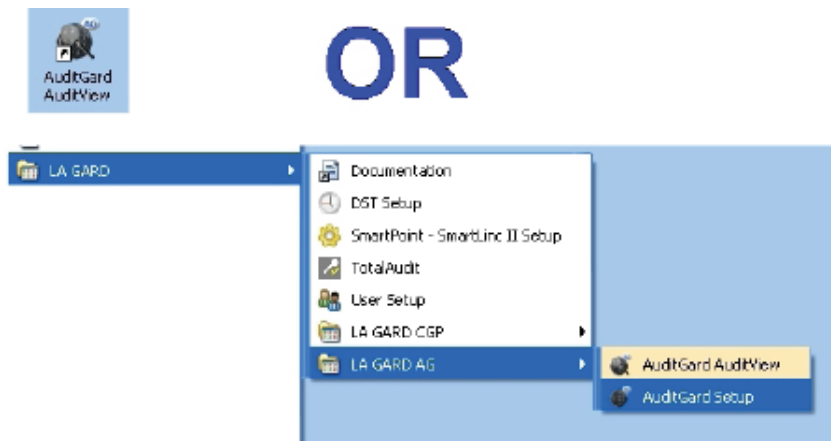 AuditGard
AuditView
OR
LA GARD
Documentation
DST Setup
SmartPoint - SmartLinc II Setup
TotalAudit
User Setup
LA GARD CGP
LA GARD AG
AuditGard AuditView
AuditGard Setup